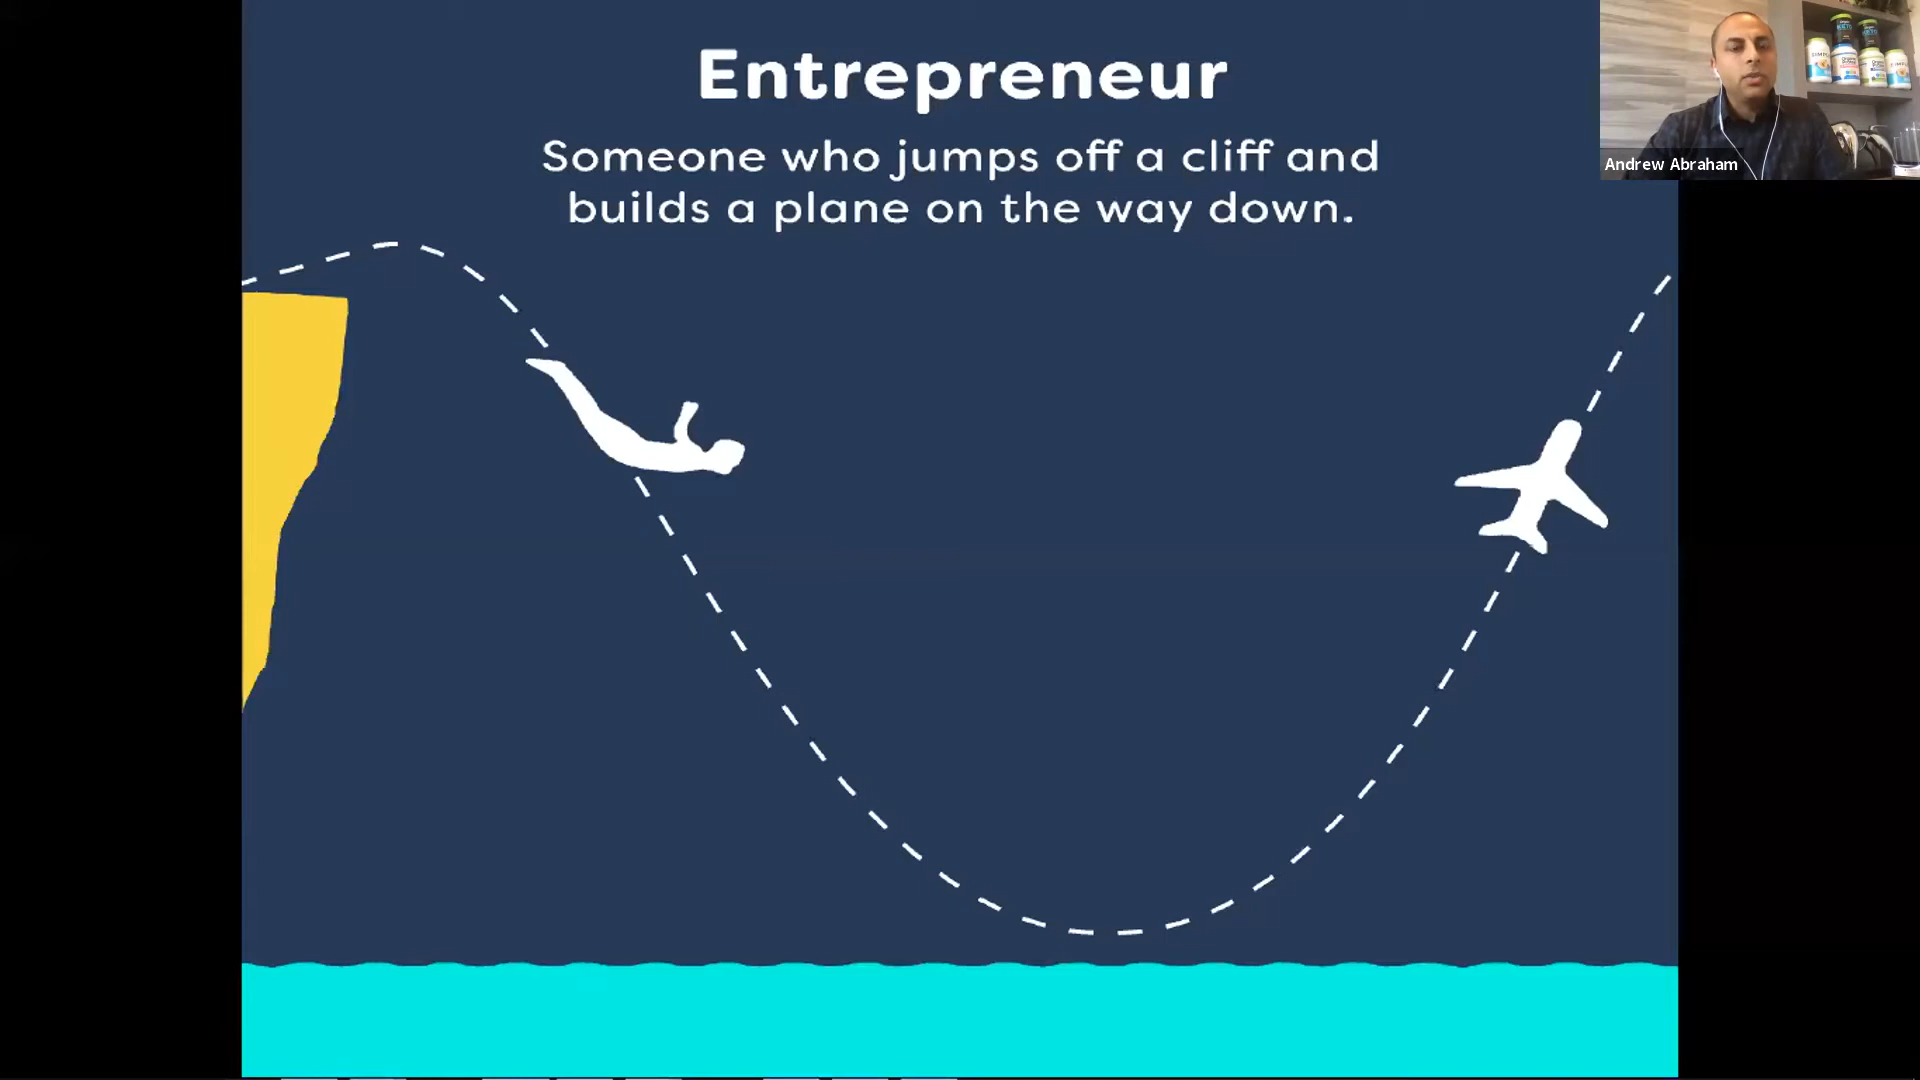 Entrepreneur
Someone who jumps off a cliff and
builds a plane on the way down.
Andrew Abraham